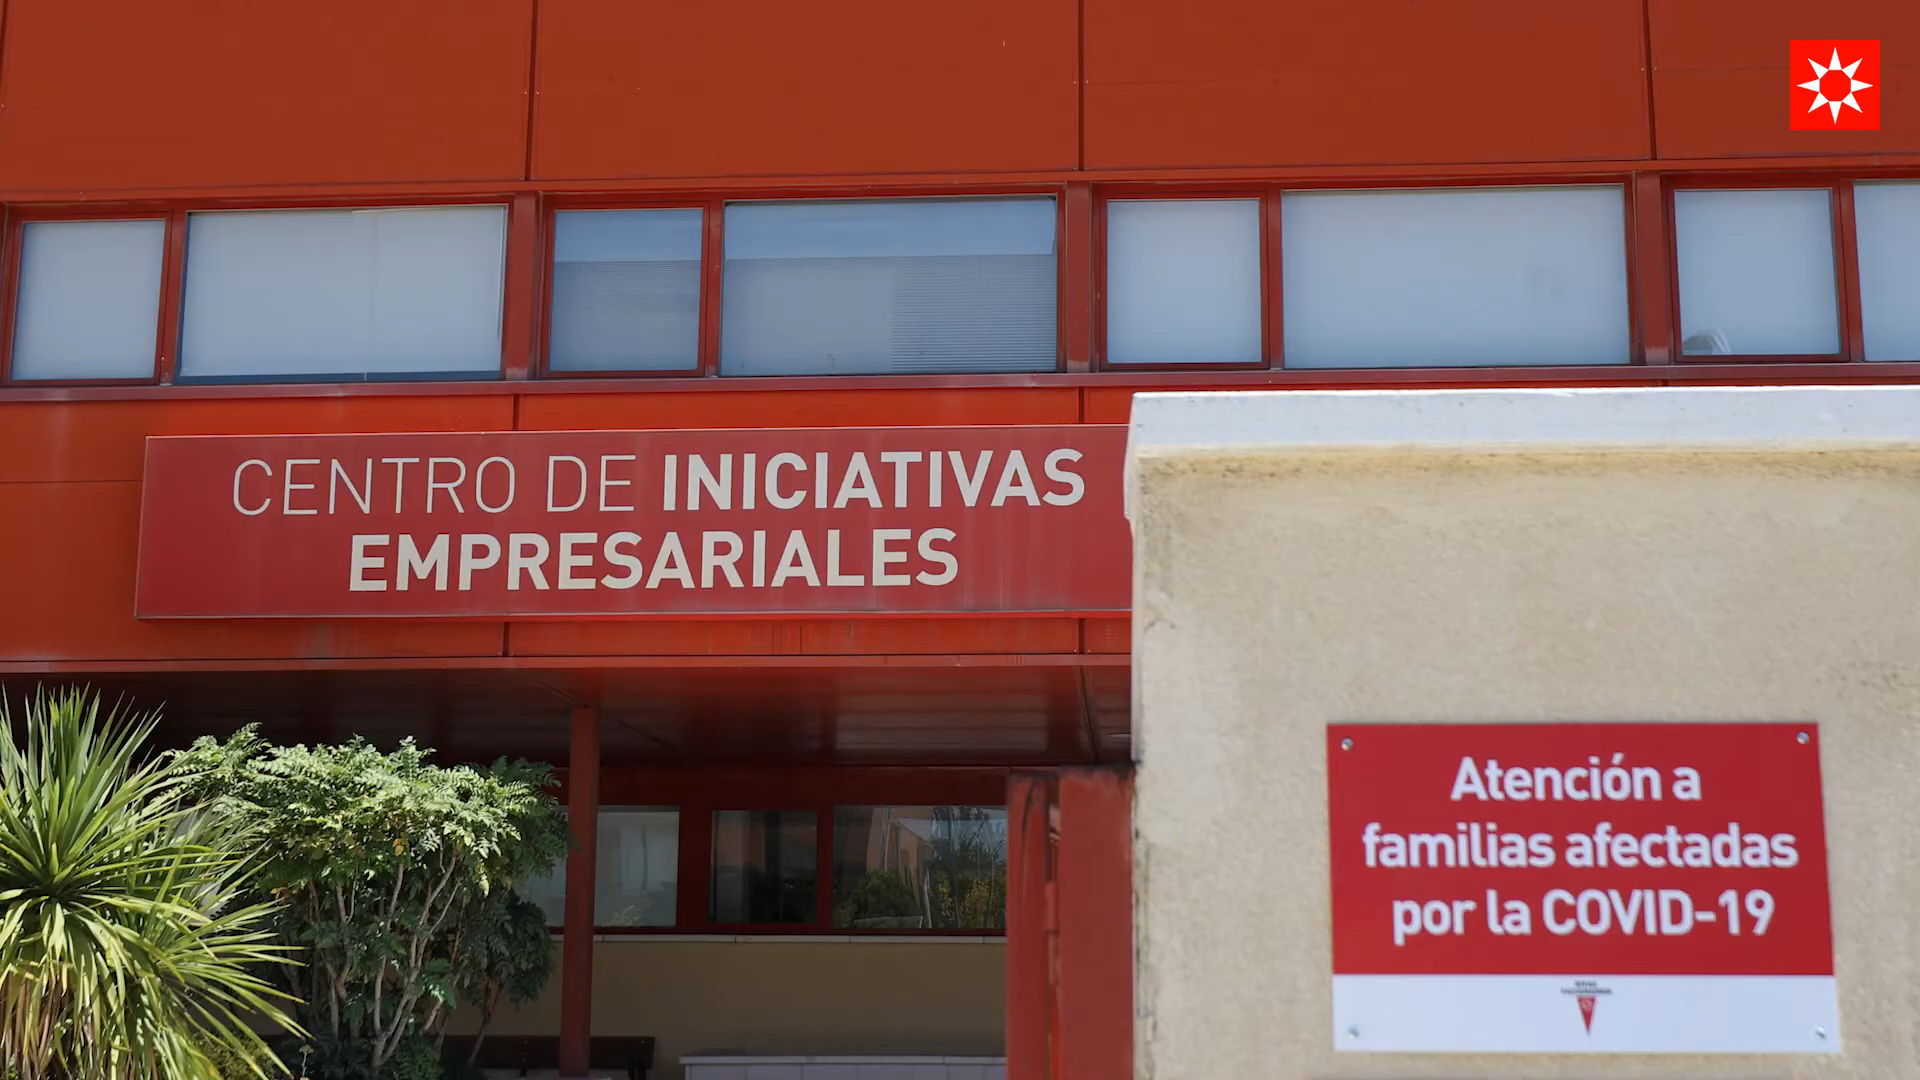 CENTRO DE INICIATIVAS
EMPRESARIALES
Atención a
familias afectadas
por la COVID-19